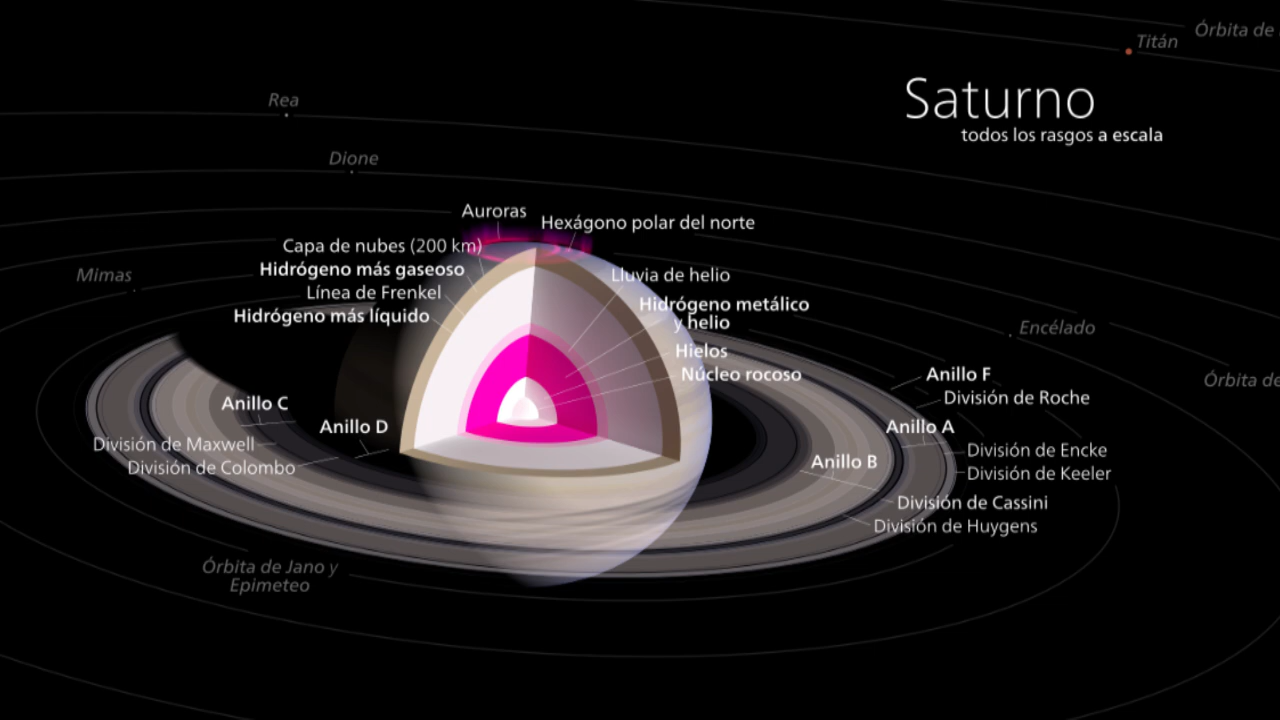 Órbita de
Titán
Saturno
todos los rasgos a escala
Rea
Dione
Auroras
Hexágono polar del norte
Capa de nubes (200 km)
Hidrógeno más gaseoso
Línea de Frenkel
Hidrógeno más líquido
Mimas
Lluvia de helio
Hidrógeno metálico
y helio
Hielos
Núcleo rocoso
Encélado
Órbita de
Anillo F
División de Roche
Anillo A
División de Encke
División de Keeler
Anillo B
División de Cassini
División de Huygens
Anillo C
Anillo D
División de Maxwell
División de Colombo
Órbita de Jano y
Epimeteo